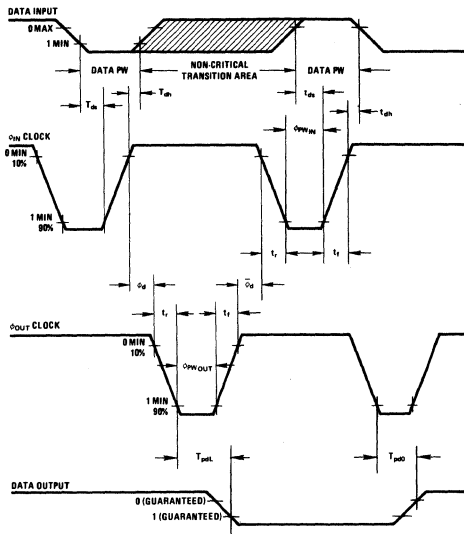 DATA INPUT
0 MAX
1 MIN
DATA PW
NON-CRITICAL
TRANSITION AREA
DATA PW
Tds
Tdh
tds
tdh
ϕIN CLOCK
ϕPWIN
0 MIN
10%
1 MIN
90%
tr
tf
ϕd
ϕ̄d
tr
tf
ϕOUT CLOCK
0 MIN
10%
ϕPWOUT
1 MIN
90%
TpdL
Tpd0
DATA OUTPUT
0 (GUARANTEED)
1 (GUARANTEED)